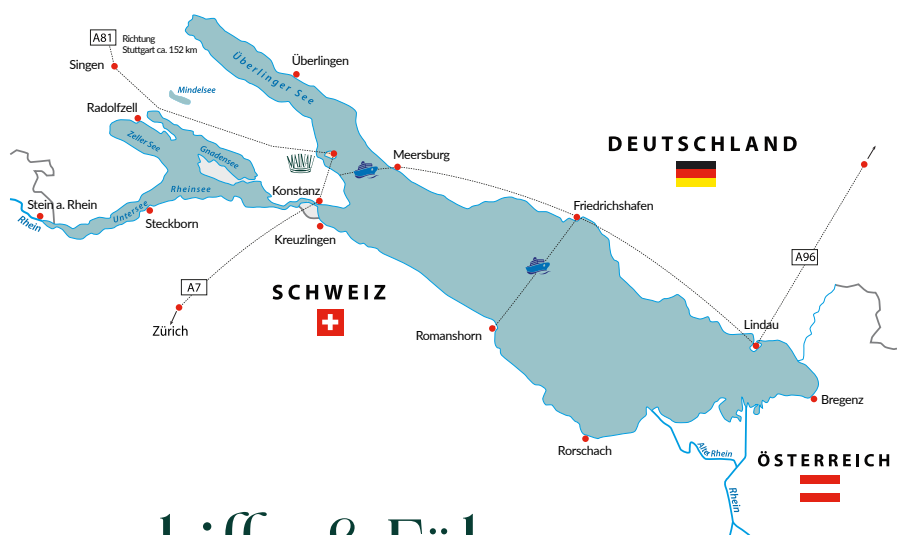 A81
Richtung
Stuttgart ca. 152 km
Singen
Überlingen
Überlinger See
Mindelsee
Radolfzell
Zeller See
Gnadensee
Meersburg
DEUTSCHLAND
Konstanz
Rheinsee
Stein a. Rhein
Untersee
Rhein
Steckborn
Friedrichshafen
Kreuzlingen
A96
A7
SCHWEIZ
Zürich
Romanshorn
Lindau
Bregenz
Rorschach
Alter Rhein
ÖSTERREICH
Rhein